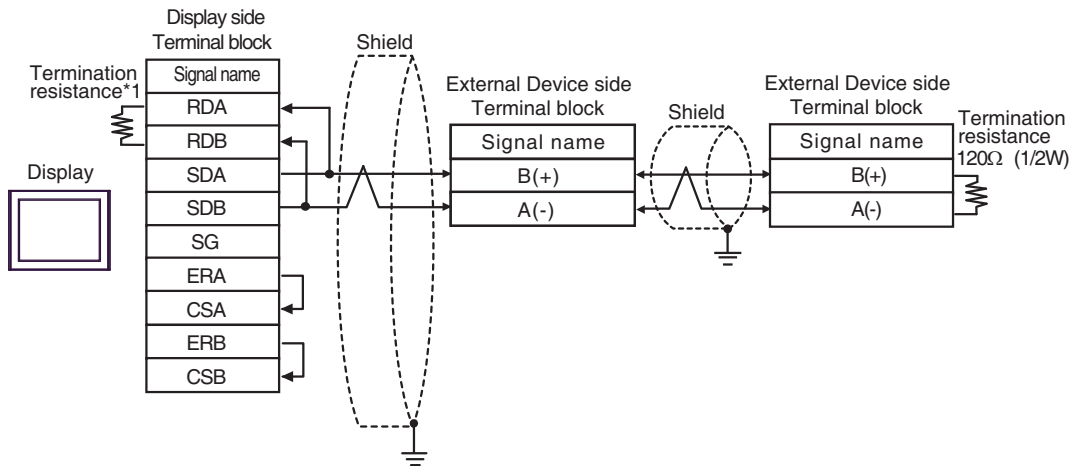 Display side
Terminal block
Termination
resistance*1
Signal name
RDA
RDB
SDA
SDB
SG
ERA
CSA
ERB
CSB
Display
Shield
External Device side
Terminal block
Signal name
B(+)
A(-)
Shield
External Device side
Terminal block
Signal name
B(+)
A(-)
Termination
resistance
120Ω (1/2W)